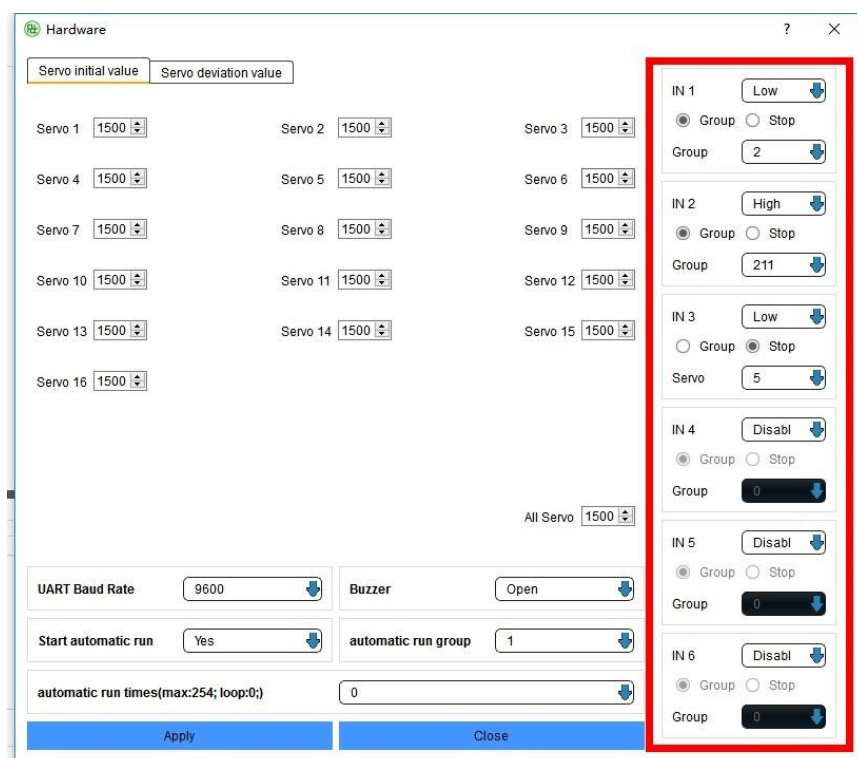 Hardware
?
Servo initial value
Servo deviation value
Servo 1 1500
Servo 2 1500
Servo 3 1500
Servo 4 1500
Servo 5 1500
Servo 6 1500
Servo 7 1500
Servo 8 1500
Servo 9 1500
Servo 10 1500
Servo 11 1500
Servo 12 1500
Servo 13 1500
Servo 14 1500
Servo 15 1500
Servo 16 1500
All Servo 1500
UART Baud Rate 9600
Buzzer Open
Start automatic run Yes
automatic run group 1
automatic run times(max:254; loop:0;) 0
Apply
Close
IN 1 Low
Group Stop
Group 2
IN 2 High
Group Stop
Group 211
IN 3 Low
Group Stop
Servo 5
IN 4 Disabl
Group Stop
Group 0
IN 5 Disabl
Group Stop
Group 0
IN 6 Disabl
Group Stop
Group 0